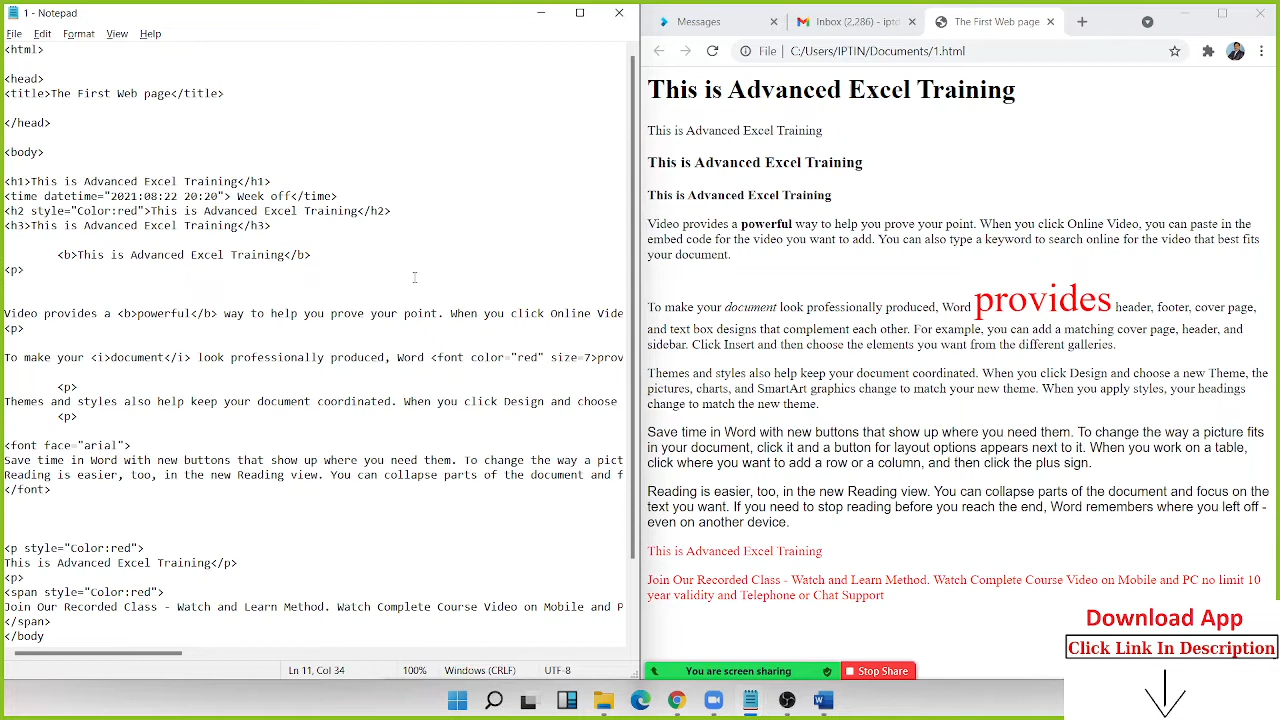 1 - Notepad
File Edit Format View Help
<html>
<head>
<title>The First Web page</title>
</head>
<body>
<h1>This is Advanced Excel Training</h1>
<time datetime="2021:08:22 20:20"> Week off</time>
<h2 style="Color:red">This is Advanced Excel Training</h2>
<h3>This is Advanced Excel Training</h3>
<b>This is Advanced Excel Training</b>
<p>
Video provides a <b>powerful</b> way to help you prove your point. When you click Online Vide
<p>
To make your <i>document</i> look professionally produced, Word <font color="red" size=7>prov
<p>
Themes and styles also help keep your document coordinated. When you click Design and choose
<p>
<font face="arial">
Save time in Word with new buttons that show up where you need them. To change the way a pict
Reading is easier, too, in the new Reading view. You can collapse parts of the document and f
</font>
<p style="Color:red">
This is Advanced Excel Training</p>
<p>
<span style="Color:red">
Join Our Recorded Class - Watch and Learn Method. Watch Complete Course Video on Mobile and P
</span>
</body
Ln 11, Col 34 100% Windows (CRLF) UTF-8
Messages
Inbox (2,286) - iptd
The First Web page
File C:/Users/IPTIN/Documents/1.html
This is Advanced Excel Training
This is Advanced Excel Training
This is Advanced Excel Training
This is Advanced Excel Training
Video provides a powerful way to help you prove your point. When you click Online Video, you can paste in the
embed code for the video you want to add. You can also type a keyword to search online for the video that best fits
your document.
To make your document look professionally produced, Word provides header, footer, cover page,
and text box designs that complement each other. For example, you can add a matching cover page, header, and
sidebar. Click Insert and then choose the elements you want from the different galleries.
Themes and styles also help keep your document coordinated. When you click Design and choose a new Theme, the
pictures, charts, and SmartArt graphics change to match your new theme. When you apply styles, your headings
change to match the new theme.
Save time in Word with new buttons that show up where you need them. To change the way a picture fits
in your document, click it and a button for layout options appears next to it. When you work on a table,
click where you want to add a row or a column, and then click the plus sign.
Reading is easier, too, in the new Reading view. You can collapse parts of the document and focus on the
text you want. If you need to stop reading before you reach the end, Word remembers where you left off -
even on another device.
This is Advanced Excel Training
Join Our Recorded Class - Watch and Learn Method. Watch Complete Course Video on Mobile and PC no limit 10
year validity and Telephone or Chat Support
You are screen sharing
Stop Share
Download App
Click Link In Description